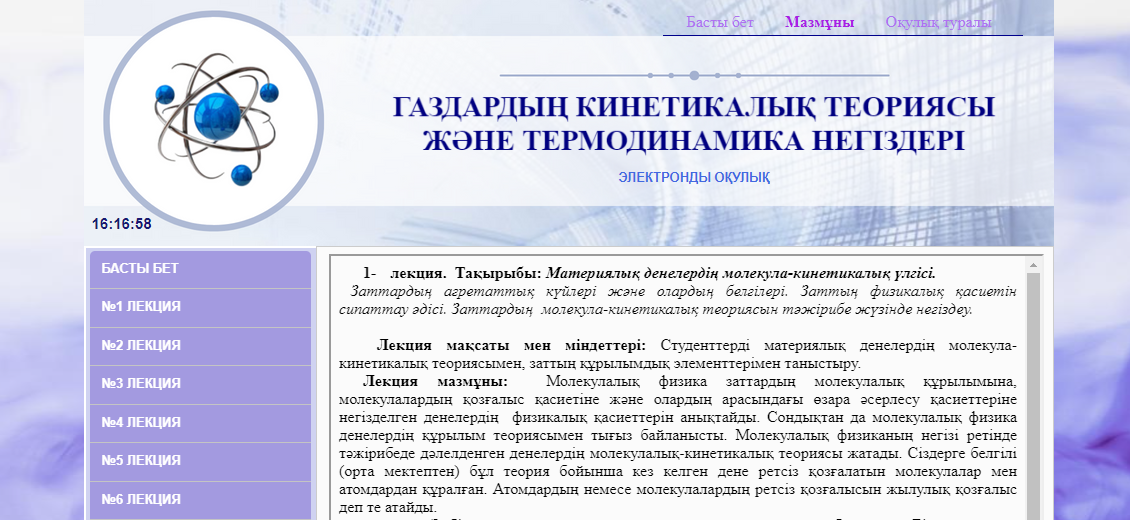 Басты бет Мазмұны Оқулық туралы
ГАЗДАРДЫҢ КИНЕТИКАЛЫҚ ТЕОРИЯСЫ
ЖӘНЕ ТЕРМОДИНАМИКА НЕГІЗДЕРІ
ЭЛЕКТРОНДЫ ОҚУЛЫҚ
16:16:58
БАСТЫ БЕТ
№1 ЛЕКЦИЯ
№2 ЛЕКЦИЯ
№3 ЛЕКЦИЯ
№4 ЛЕКЦИЯ
№5 ЛЕКЦИЯ
№6 ЛЕКЦИЯ
1- лекция. Тақырыбы: Материялық денелердің молекула-кинетикалық үлгісі.
Заттардың агретаттық күйлері және олардың белгілері. Заттың физикалық қасиетін
сипаттау әдісі. Заттардың молекула-кинетикалық теориясын тәжірибе жүзінде негіздеу.
Лекция мақсаты мен міндеттері: Студенттерді материялық денелердің молекула-
кинетикалық теориясымен, заттың құрылымдық элементтерімен таныстыру.
Лекция мазмұны: Молекулалық физика заттардың молекулалық құрылымына,
молекулалардың қозғалыс қасиетіне және олардың арасындағы өзара әсерлесу қасиеттеріне
негізделген денелердің физикалық қасиеттерін анықтайды. Сондықтан да молекулалық физика
денелердің құрылым теориясымен тығыз байланысты. Молекулалық физиканың негізі ретінде
тәжірибеде дәлелденген денелердің молекулалық-кинетикалық теориясы жатады. Сіздерге белгілі
(орта мектептен) бұл теория бойынша кез келген дене ретсіз қозғалатын молекулалар мен
атомдардан құралған. Атомдардың немесе молекулалардың ретсіз қозғалысын жылулық қозғалыс
деп те атайды.